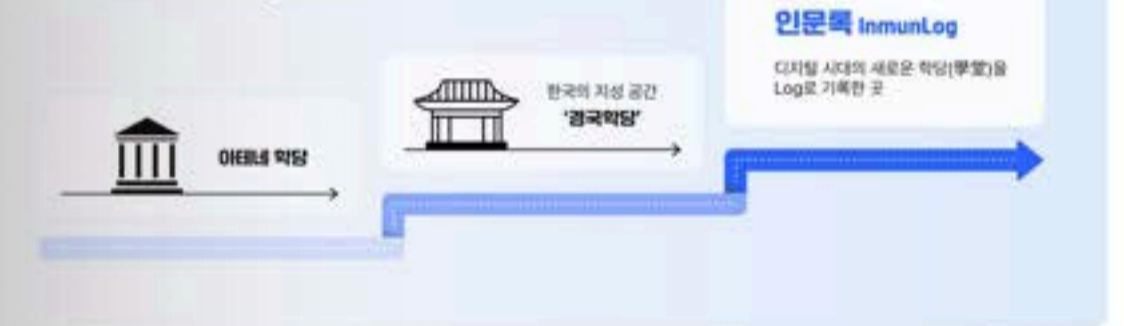 아테네 학당
한국의 지성 공간
'경국학당'
인문록 InmunLog
디지털 시대의 새로운 학당(學堂)을
Log로 기록한 곳